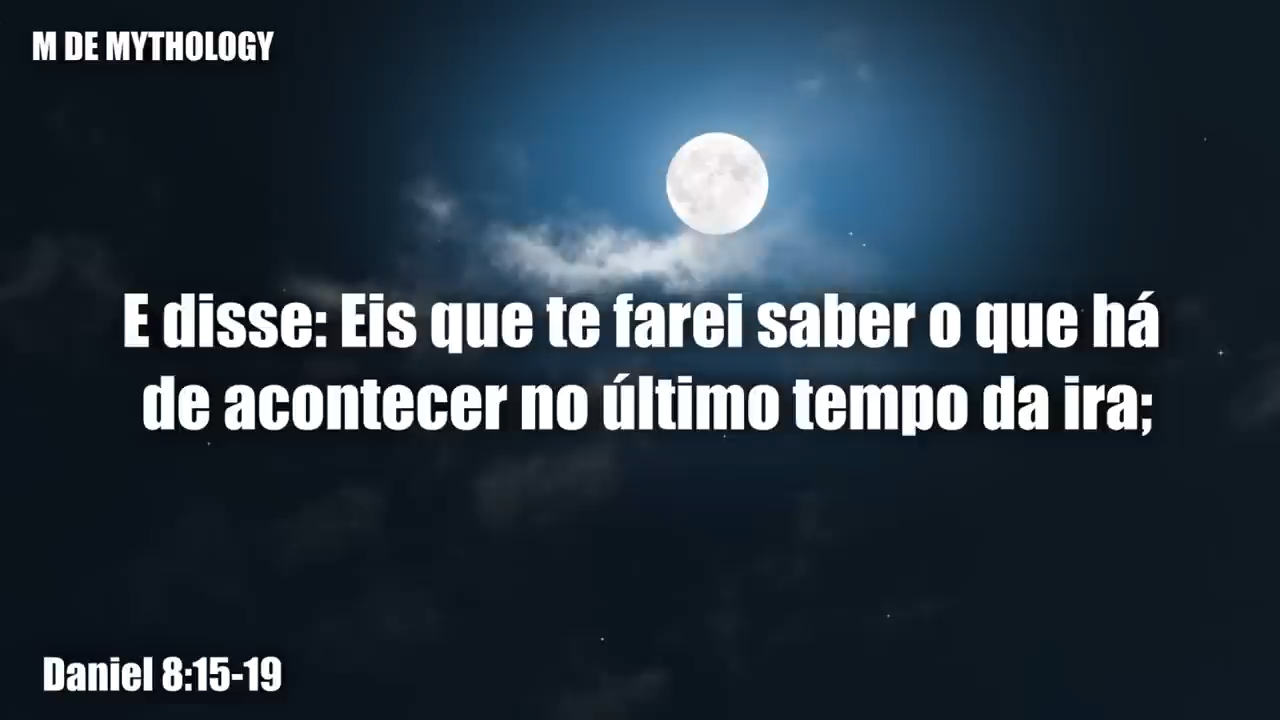 M DE MYTHOLOGY
E disse: Eis que te farei saber o que há
de acontecer no último tempo da ira;
Daniel 8:15-19